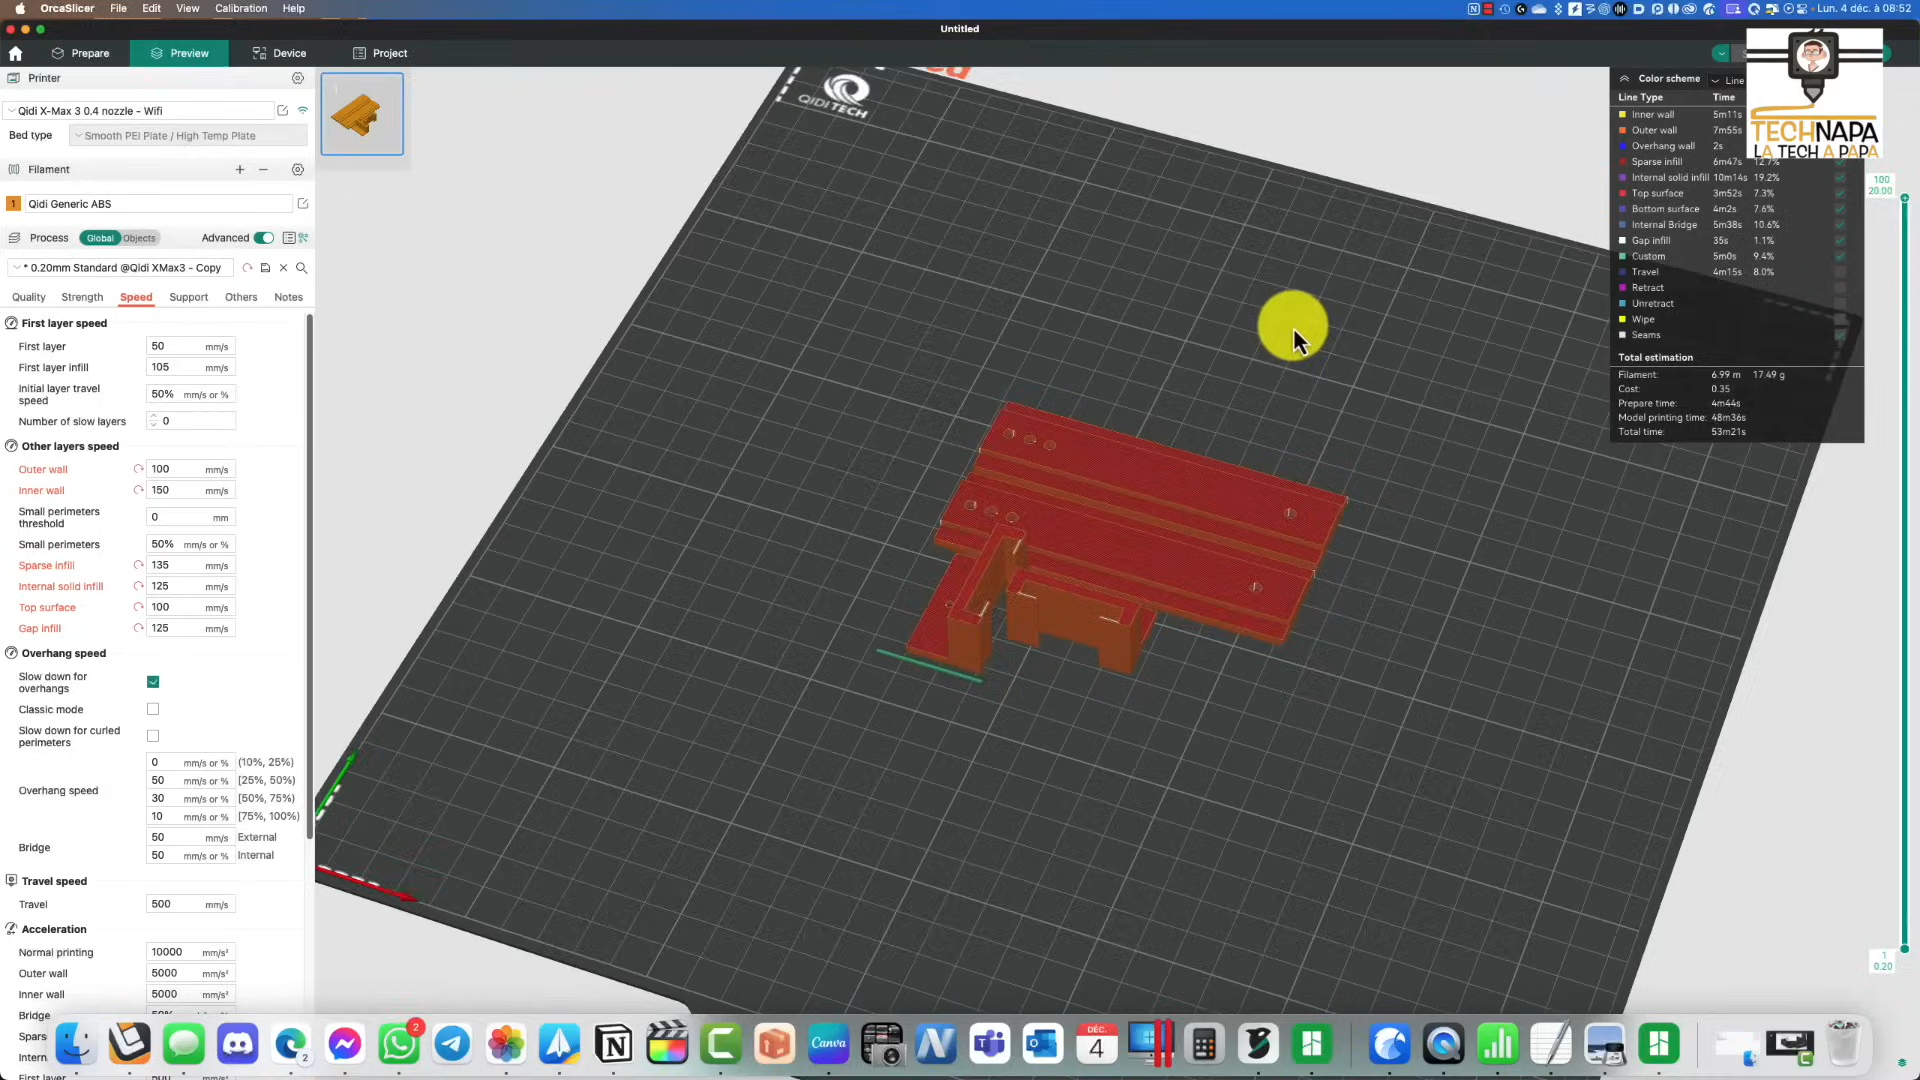 OrcaSlicer File Edit View Calibration Help
Lun. 4 déc. à 08:52
Untitled
Prepare Preview Device Project
Printer
Qidi X-Max 3 0.4 nozzle - Wifi
Bed type Smooth PEI Plate / High Temp Plate
Filament
1 Qidi Generic ABS
Process Global Objects Advanced
* 0.20mm Standard @Qidi XMax3 - Copy
Quality Strength Speed Support Others Notes
First layer speed
First layer 50 mm/s
First layer infill 105 mm/s
Initial layer travel speed 50% mm/s or %
Number of slow layers 0
Other layers speed
Outer wall 100 mm/s
Inner wall 150 mm/s
Small perimeters threshold 0 mm
Small perimeters 50% mm/s or %
Sparse infill 135 mm/s
Internal solid infill 125 mm/s
Top surface 100 mm/s
Gap infill 125 mm/s
Overhang speed
Slow down for overhangs
Classic mode
Slow down for curled perimeters
Overhang speed
0 mm/s or % (10%, 25%)
50 mm/s or % [25%, 50%)
30 mm/s or % [50%, 75%)
10 mm/s or % [75%, 100%)
Bridge
50 mm/s External
50 mm/s or % Internal
Travel speed
Travel 500 mm/s
Acceleration
Normal printing 10000 mm/s²
Outer wall 5000 mm/s²
Inner wall 5000 mm/s²
QIDI TECH
Color scheme Line
Line Type Time
Inner wall 5m11s
Outer wall 7m55s
Overhang wall 2s
Sparse infill 6m47s 12.7%
Internal solid infill 10m14s 19.2%
Top surface 3m52s 7.3%
Bottom surface 4m2s 7.6%
Internal Bridge 5m38s 10.6%
Gap infill 35s 1.1%
Custom 5m0s 9.4%
Travel 4m15s 8.0%
Retract
Unretract
Wipe
Seams
Total estimation
Filament: 6.99 m 17.49 g
Cost: 0.35
Prepare time: 4m44s
Model printing time: 48m36s
Total time: 53m21s
TECHNAPA
LA TECH A PAPA
100
20.00
1
0.20
2
2
Canva
DÉC.
4